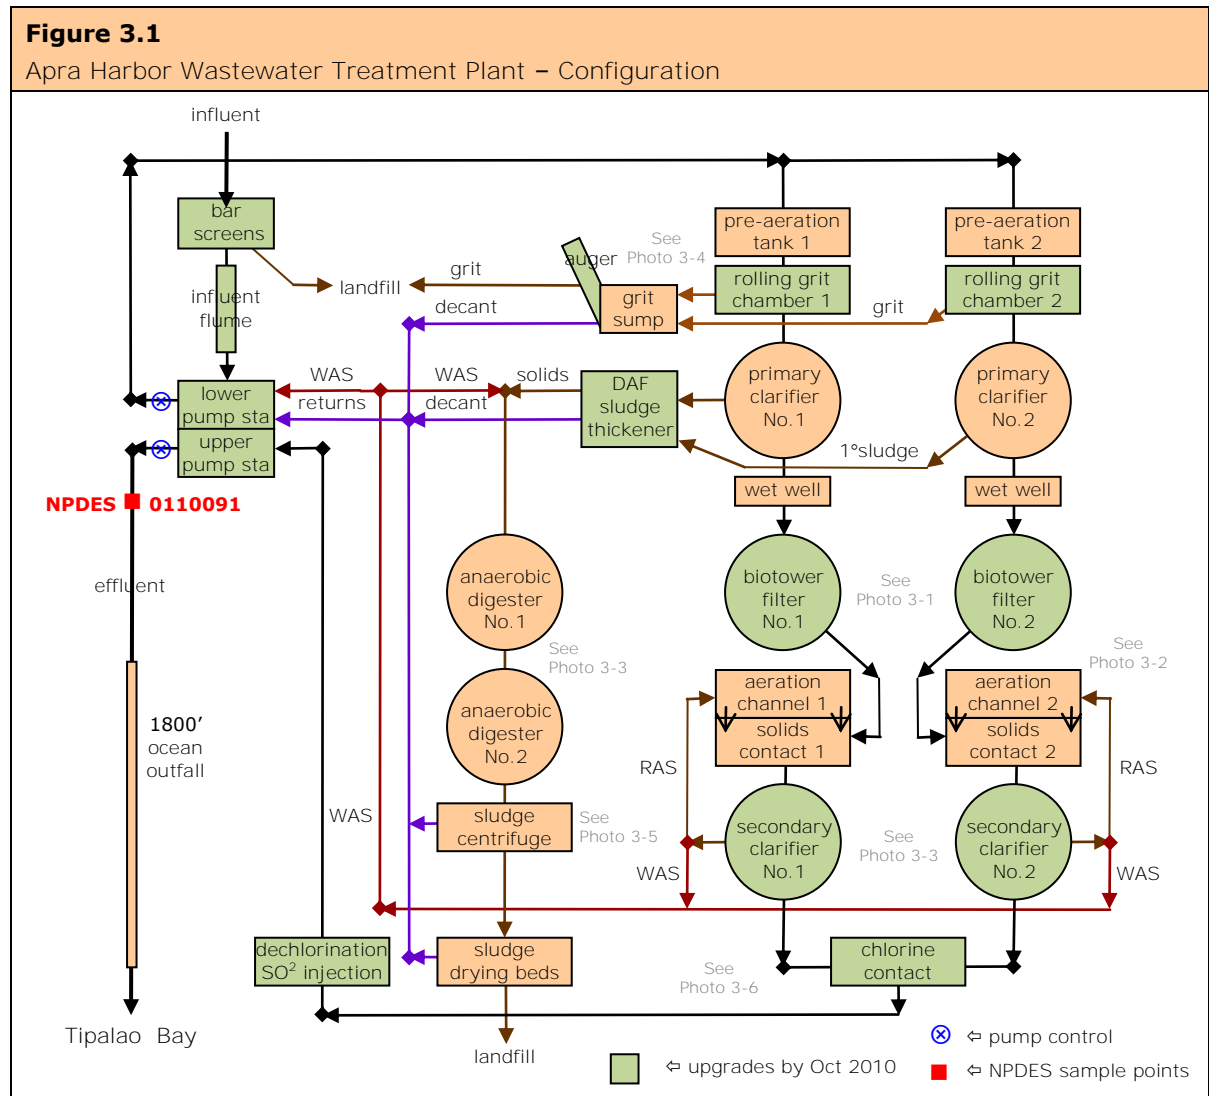 Figure 3.1
Apra Harbor Wastewater Treatment Plant – Configuration
influent
bar
screens
influent
flume
landfill
grit
auger
See
Photo 3-4
grit
sump
decant
pre-aeration
tank 1
rolling grit
chamber 1
pre-aeration
tank 2
rolling grit
chamber 2
grit
lower
pump sta
upper
pump sta
WAS
returns
WAS
decant
solids
DAF
sludge
thickener
primary
clarifier
No.1
primary
clarifier
No.2
1°sludge
wet well
wet well
NPDES 0110091
effluent
1800’
ocean
outfall
Tipalao Bay
anaerobic
digester
No.1
See
Photo 3-3
anaerobic
digester
No.2
biotower
filter
No.1
See
Photo 3-1
biotower
filter
No.2
See
Photo 3-2
aeration
channel 1
solids
contact 1
aeration
channel 2
solids
contact 2
RAS
RAS
WAS
sludge
centrifuge
See
Photo 3-5
secondary
clarifier
No.1
See
Photo 3-3
secondary
clarifier
No.2
WAS
WAS
dechlorination
SO² injection
sludge
drying beds
See
Photo 3-6
chlorine
contact
landfill
⇦ upgrades by Oct 2010
⇦ pump control
⇦ NPDES sample points